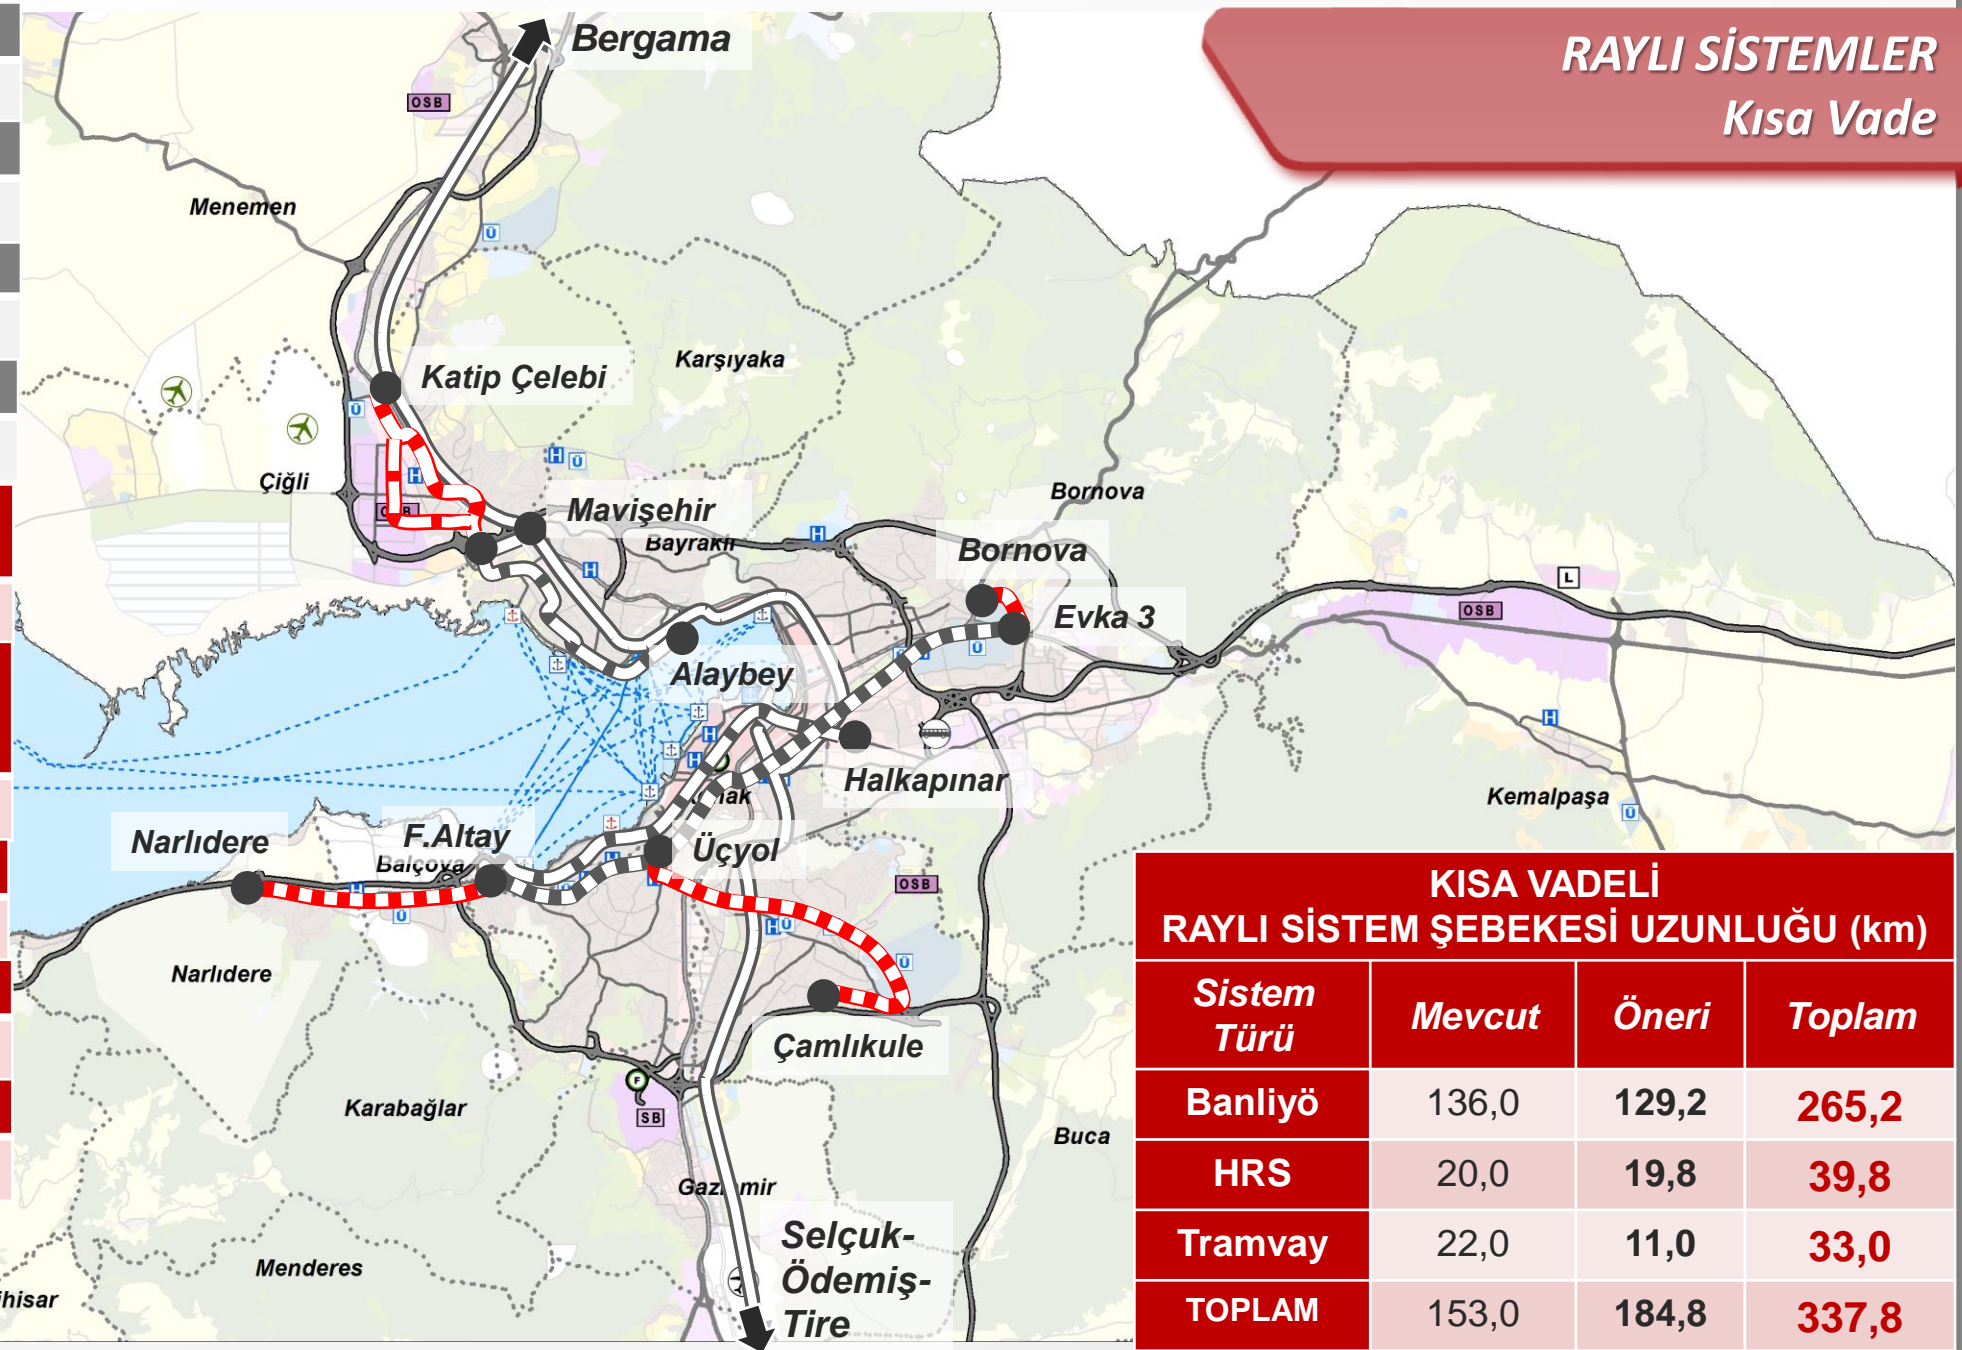 RAYLI SİSTEMLER
Kısa Vade
Bergama
OSB
Menemen
Ü
Katip Çelebi
Karşıyaka
Ü
Çiğli
H
H
Ü
Mavişehir
Bayraklı
H
H
Bornova
Bornova
Evka 3
L
OSB
Ü
Alaybey
H
H
Halkapınar
Kemalpaşa
H
Ü
Narlıdere
F.Altay
Balçova
Üçyol
H
H
Ü
OSB
H
Ü
Ü
Narlıdere
Çamlıkule
F
SB
Karabağlar
Buca
Menderes
Selçuk-
Ödemiş-
Tire
KISA VADELİ
RAYLI SİSTEM ŞEBEKESİ UZUNLUĞU (km)
Sistem Türü Mevcut Öneri Toplam
Banliyö 136,0 129,2 265,2
HRS 20,0 19,8 39,8
Tramvay 22,0 11,0 33,0
TOPLAM 153,0 184,8 337,8